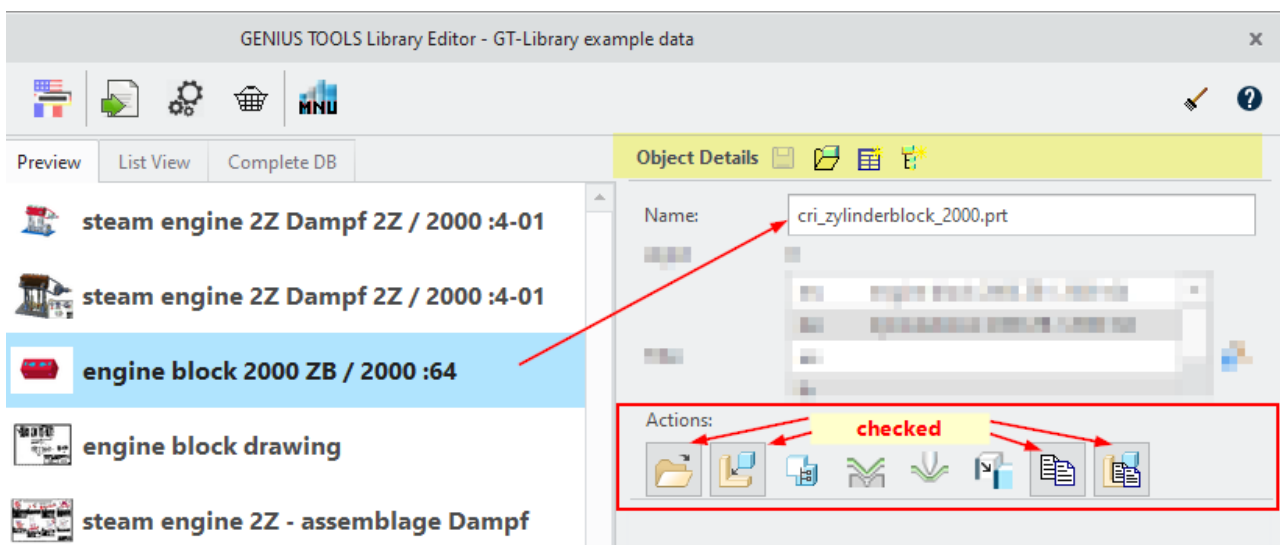 GENIUS TOOLS Library Editor - GT-Library example data
MNU
Preview
List View
Complete DB
Object Details
steam engine 2Z Dampf 2Z / 2000 :4-01
Name:
cri_zylinderblock_2000.prt
steam engine 2Z Dampf 2Z / 2000 :4-01
engine block 2000 ZB / 2000 :64
Actions:
checked
engine block drawing
steam engine 2Z - assemblage Dampf